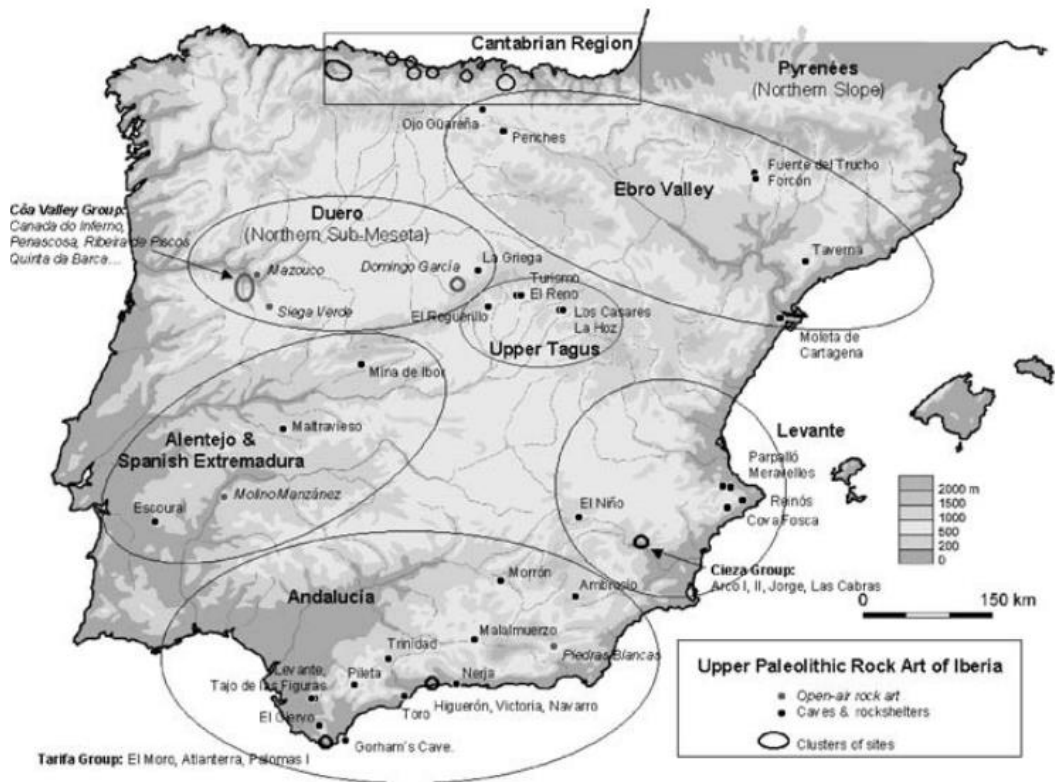 Cantabrian Region
Pyrenées
(Northern Slope)
Ojo Güareña
Penches
Fuente del Trucho
Forcón
Ebro Valley
Côa Valley Group:
Canada do Inferno,
Penascosa, Ribeira de Piscos
Quinta da Barca....
Duero
(Northern Sub-Meseta)
Mazouco
Domingo García
La Griega
Taverna
Siega Verde
El Reguerillo
Turismo
El Reno
Los Casares
La Hoz
Upper Tagus
Moleta de
Cartagena
Mina de Ibor
Maltravieso
Alentejo &
Spanish Extremadura
Molino Manzánez
Escoural
Levante
Parpalló
Meravelles
Reinós
Cova Fosca
El Niño
2000 m
1500
1000
500
200
0
Cieza Group:
Arco I, II, Jorge, Las Cabras
0 150 km
Andalucía
Morrón
Ambrosio
Malalmuerzo
Piedras Blancas
Trinidad
Levante,
Tajo de las Figuras
Pileta
Nerja
Toro
Higuerón, Victoria, Navarro
El Ciervo
Gorham's Cave.
Tarifa Group: El Moro, Atlanterra, Palomas I
Upper Paleolithic Rock Art of Iberia
Open-air rock art
Caves & rockshelters
Clusters of sites